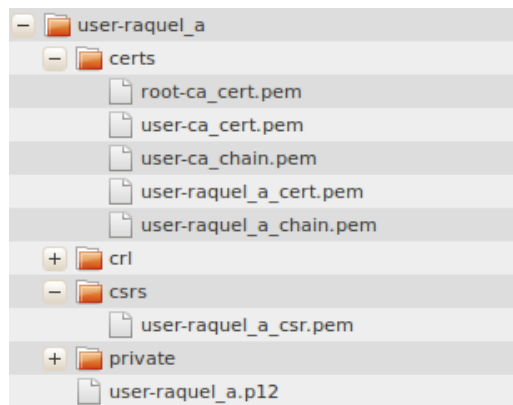 user-raquel_a
certs
root-ca_cert.pem
user-ca_cert.pem
user-ca_chain.pem
user-raquel_a_cert.pem
user-raquel_a_chain.pem
crl
csrs
user-raquel_a_csr.pem
private
user-raquel_a.p12